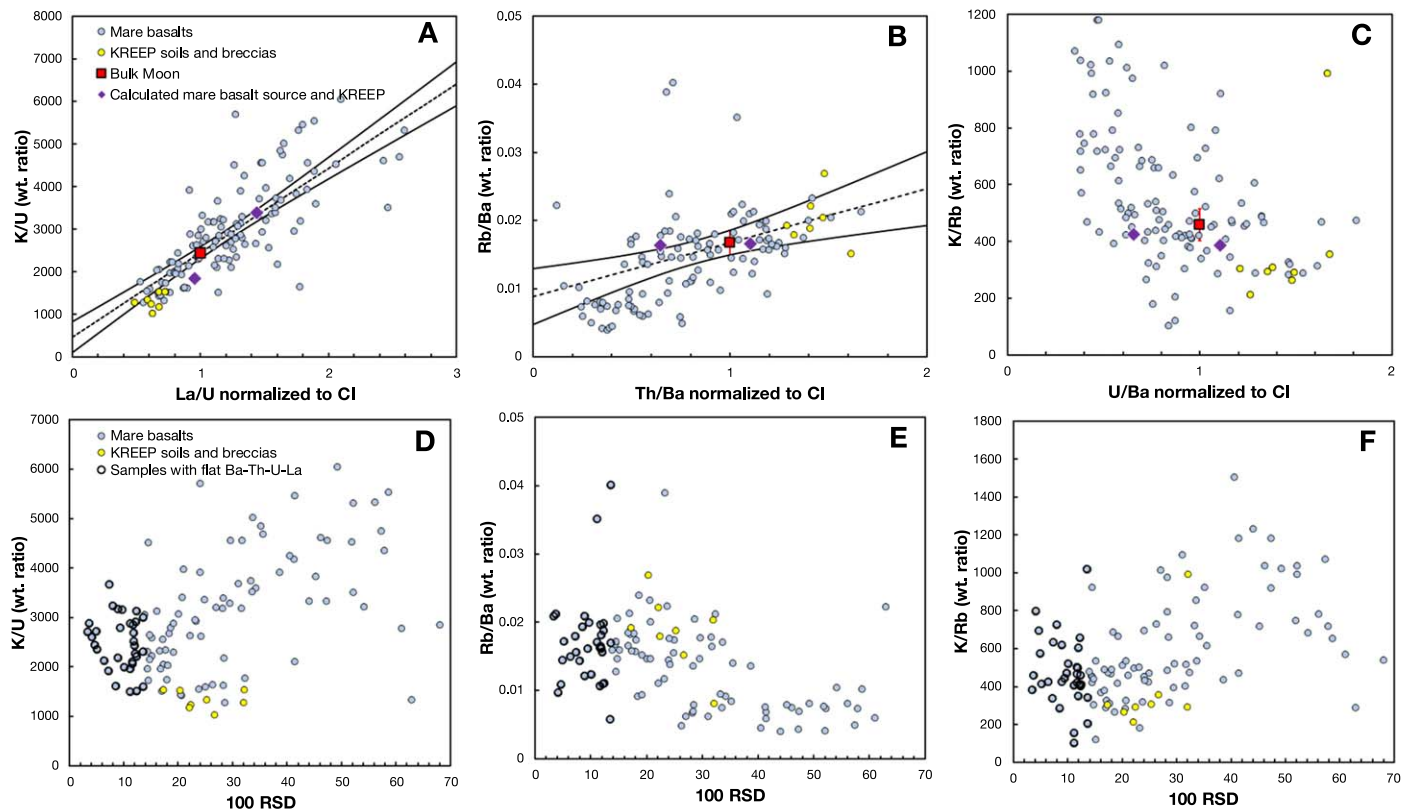 A
Mare basalts
KREEP soils and breccias
Bulk Moon
Calculated mare basalt source and KREEP
K/U (wt. ratio)
8000
7000
6000
5000
4000
3000
2000
1000
0
0 1 2 3
La/U normalized to CI
B
Rb/Ba (wt. ratio)
0.05
0.04
0.03
0.02
0.01
0
0 1 2
Th/Ba normalized to CI
C
K/Rb (wt. ratio)
1200
1000
800
600
400
200
0
0 1 2
U/Ba normalized to CI
D
Mare basalts
KREEP soils and breccias
Samples with flat Ba-Th-U-La
K/U (wt. ratio)
7000
6000
5000
4000
3000
2000
1000
0
0 10 20 30 40 50 60 70
100 RSD
E
Rb/Ba (wt. ratio)
0.05
0.04
0.03
0.02
0.01
0
0 10 20 30 40 50 60 70
100 RSD
F
K/Rb (wt. ratio)
1800
1600
1400
1200
1000
800
600
400
200
0
0 10 20 30 40 50 60 70
100 RSD